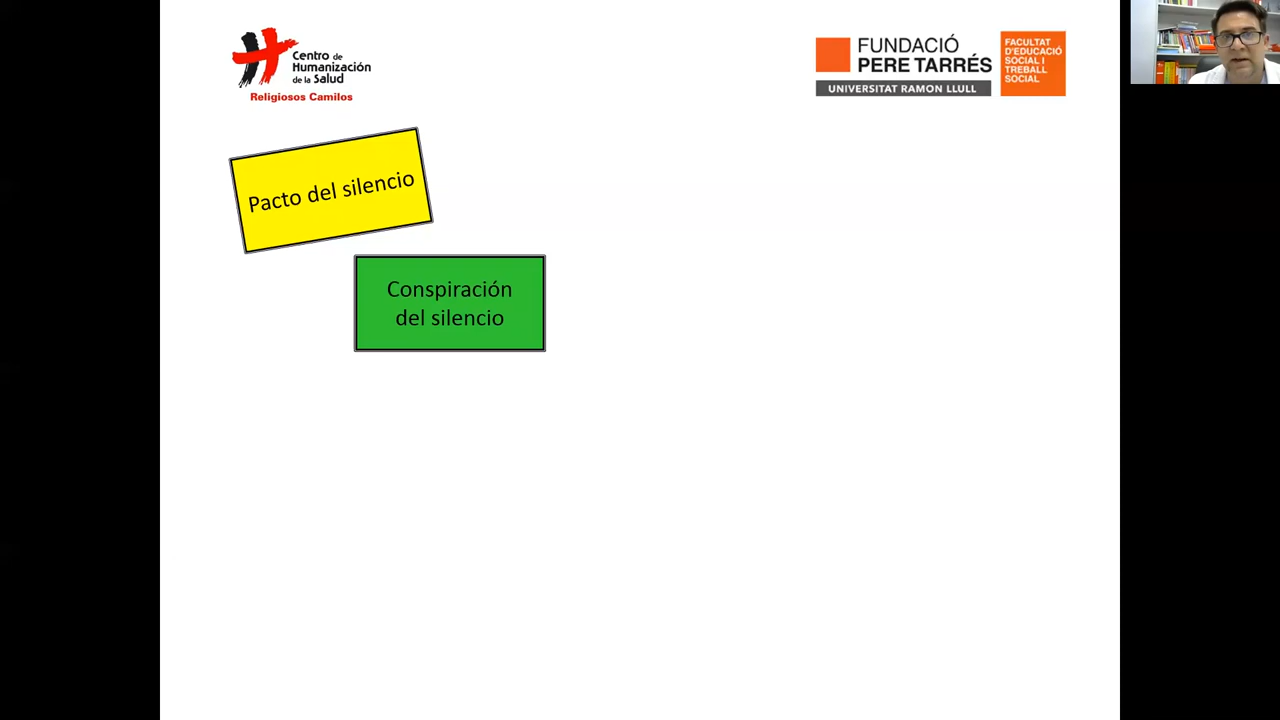 Centro de
Humanización
de la Salud
Religiosos Camilos
FUNDACIÓ
PERE TARRÉS
UNIVERSITAT RAMON LLULL
FACULTAT
D'EDUCACIÓ
SOCIAL I
TREBALL
SOCIAL
Pacto del silencio
Conspiración
del silencio